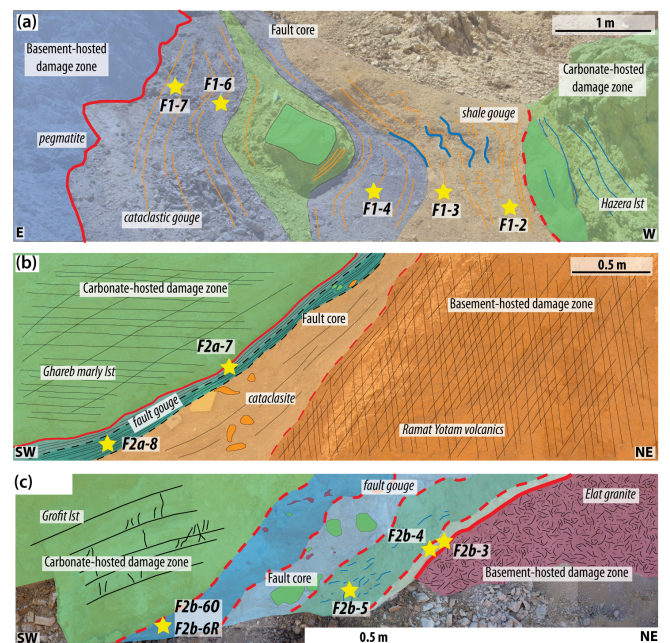 (a)
Basement-hosted
damage zone
Fault core
1 m
F1-6
F1-7
Carbonate-hosted
damage zone
pegmatite
shale gouge
cataclastic gouge
F1-4
F1-3
F1-2
Hazera lst
E
W
(b)
Carbonate-hosted damage zone
0.5 m
Basement-hosted damage zone
Fault core
F2a-7
Ghareb marly lst
fault gouge
cataclasite
F2a-8
Ramat Yotam volcanics
SW
NE
(c)
fault gouge
Elat granite
Grofit lst
F2b-4
F2b-3
Carbonate-hosted damage zone
Fault core
Basement-hosted damage zone
F2b-5
F2b-6O
F2b-6R
SW
0.5 m
NE